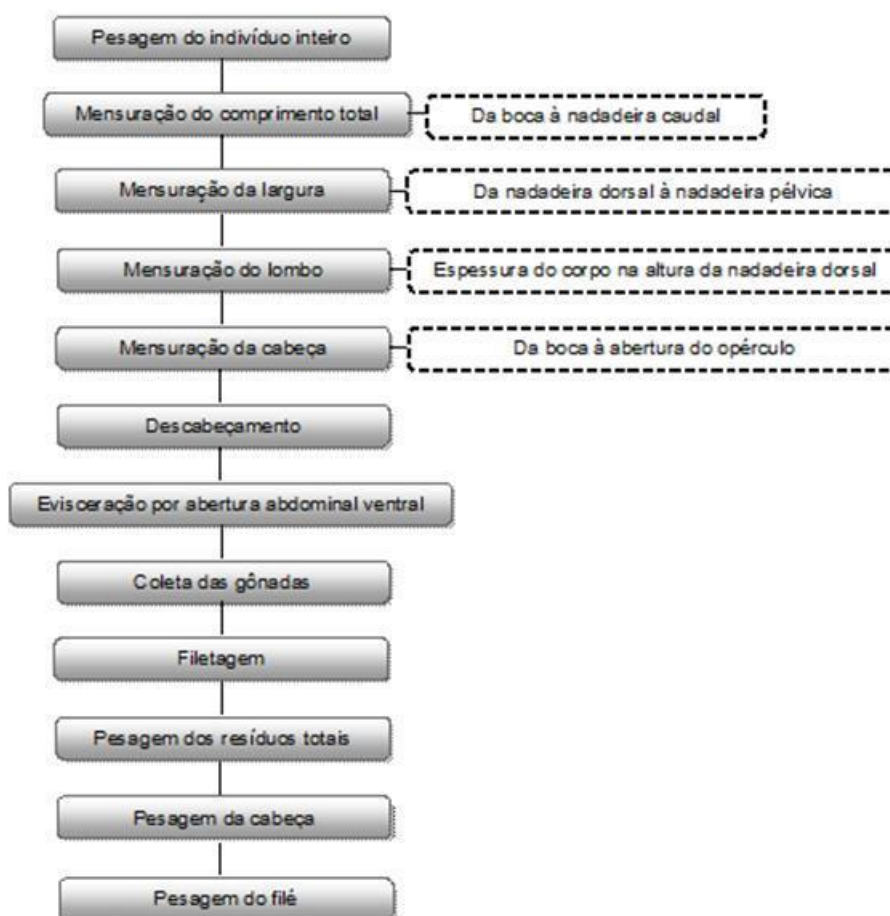 Pesagem do indivíduo inteiro
Mensuração do comprimento total
Da boca à nadadeira caudal
Mensuração da largura
Da nadadeira dorsal à nadadeira pélvica
Mensuração do lombo
Espessura do corpo na altura da nadadeira dorsal
Mensuração da cabeça
Da boca à abertura do opérculo
Descabeçamento
Evisceração por abertura abdominal ventral
Coleta das gônadas
Filetagem
Pesagem dos resíduos totais
Pesagem da cabeça
Pesagem do filé